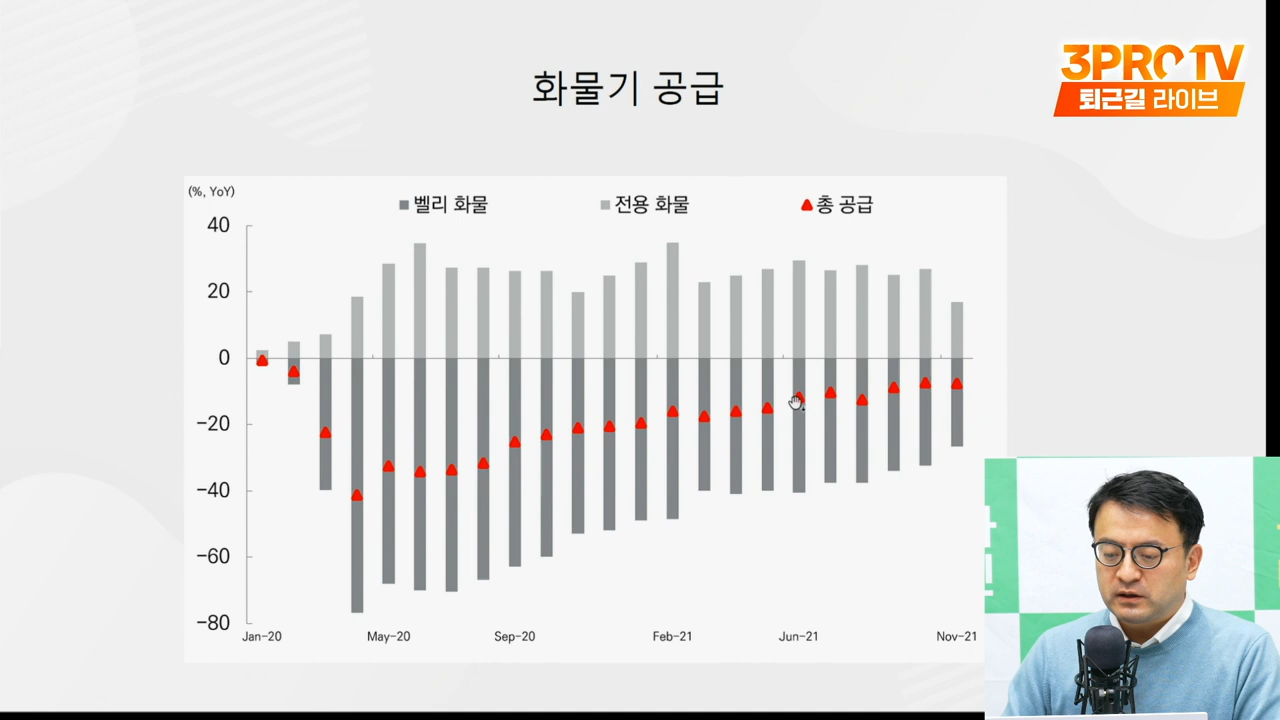 3PRO TV
퇴근길 라이브
화물기 공급
(%, YoY)
벨리 화물
전용 화물
총 공급
40
20
0
−20
−40
−60
−80
Jan−20
May−20
Sep−20
Feb−21
Jun−21
Nov−21